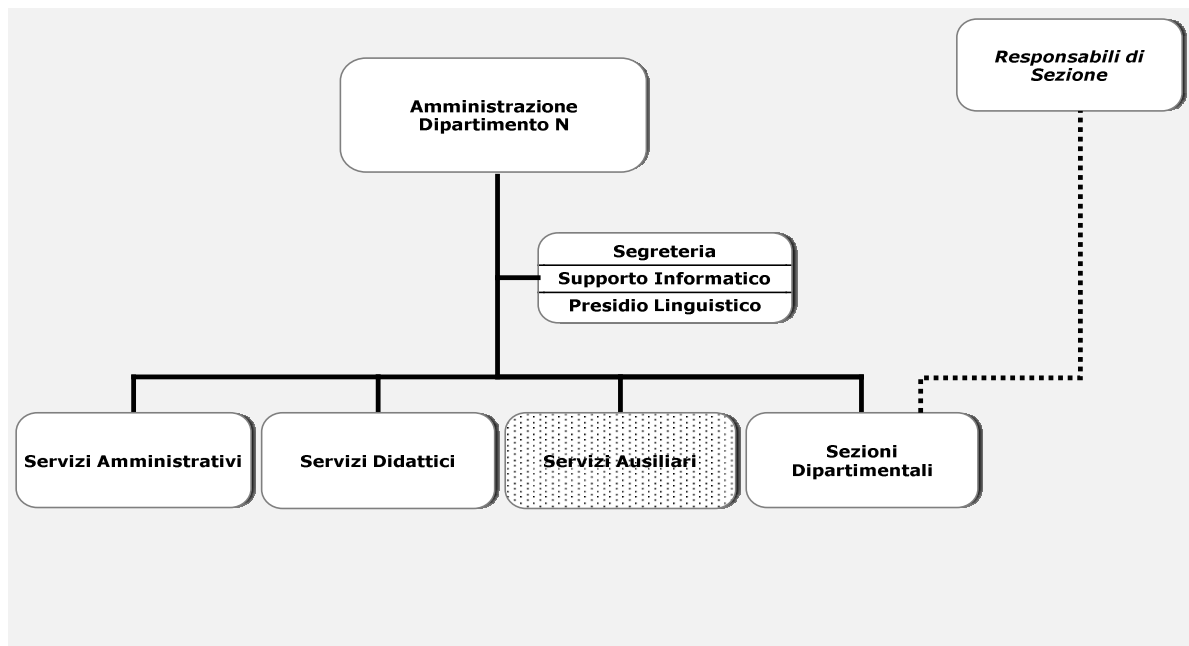 Responsabili di
Sezione
Amministrazione
Dipartimento N
Segreteria
Supporto Informatico
Presidio Linguistico
Servizi Amministrativi
Servizi Didattici
Servizi Ausiliari
Sezioni
Dipartimentali